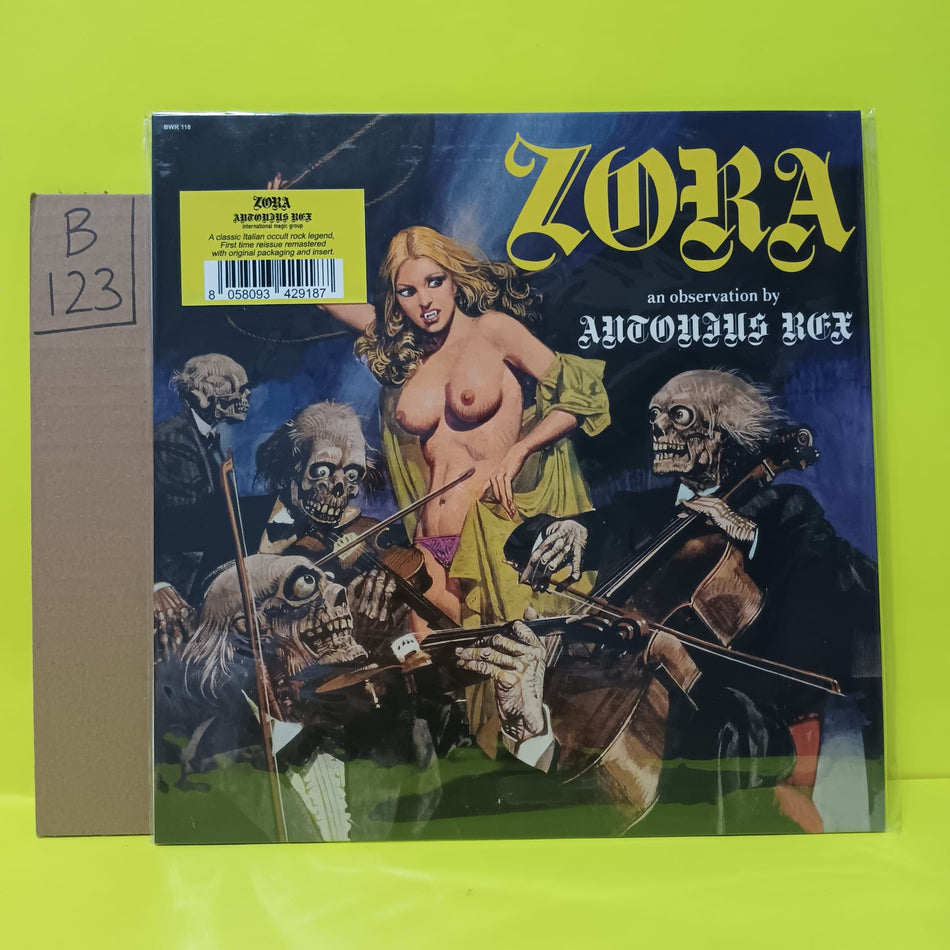 B
123
BWR 118
ZORA
ANTONIUS REX
international magic group
A classic Italian occult rock legend,
First time reissue remastered
with original packaging and insert.
8 058093 429187
ZORA
an observation by
ANTONIUS REX